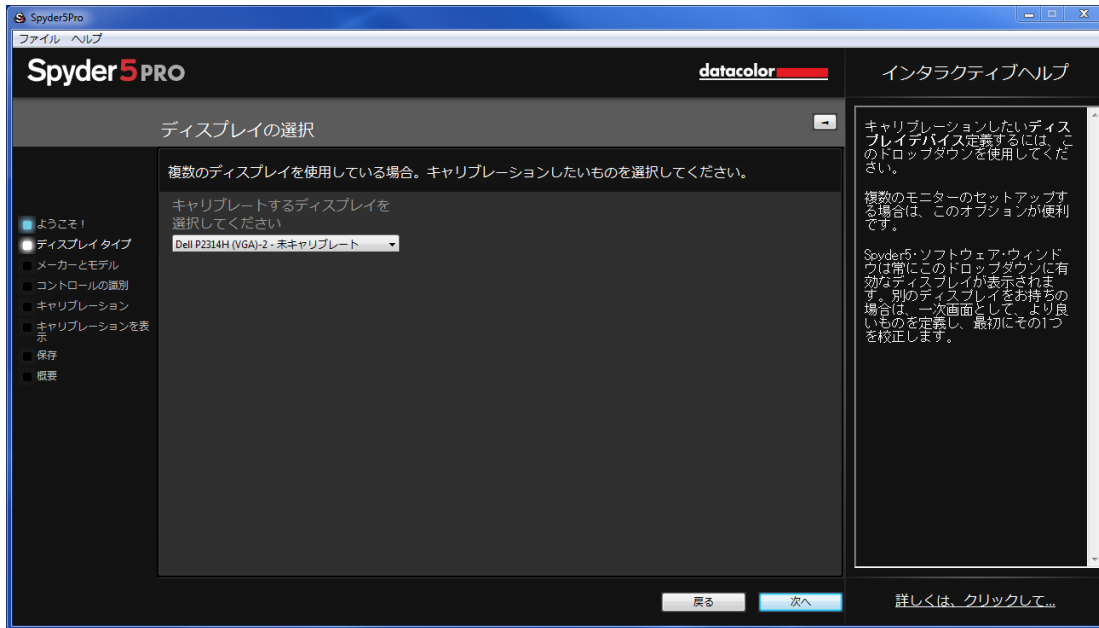 Spyder5Pro
ファイル ヘルプ
Spyder5PRO
datacolor
インタラクティブヘルプ
ディスプレイの選択
複数のディスプレイを使用している場合。キャリブレーションしたいものを選択してください。
キャリブレートするディスプレイを
選択してください
Dell P2314H (VGA)-2 - 未キャリブレート
ようこそ！
ディスプレイ タイプ
メーカーとモデル
コントロールの識別
キャリブレーション
キャリブレーションを表
示
保存
概要
キャリブレーションしたいディス
プレイデバイス定義するには、こ
のドロップダウンを使用してくだ
さい。
複数のモニターのセットアップす
る場合は、このオプションが便利
です。
Spyder5·ソフトウェア·ウィンド
ウは常にこのドロップダウンに有
効なディスプレイが表示されま
す。別のディスプレイをお持ちの
場合は、一次画面として、より良
いものを定義し、最初にその1つ
を校正します。
戻る
次へ
詳しくは、クリックして...